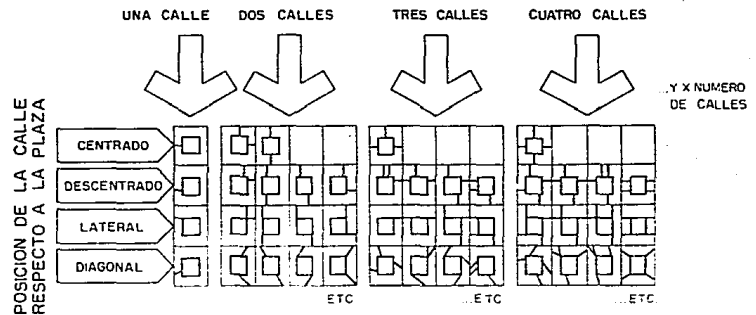 UNA CALLE
DOS CALLES
TRES CALLES
CUATRO CALLES
...Y X NUMERO
DE CALLES
POSICION DE LA CALLE
RESPECTO A LA PLAZA
CENTRADO
DESCENTRADO
LATERAL
DIAGONAL
ETC
...ETC
...ETC.